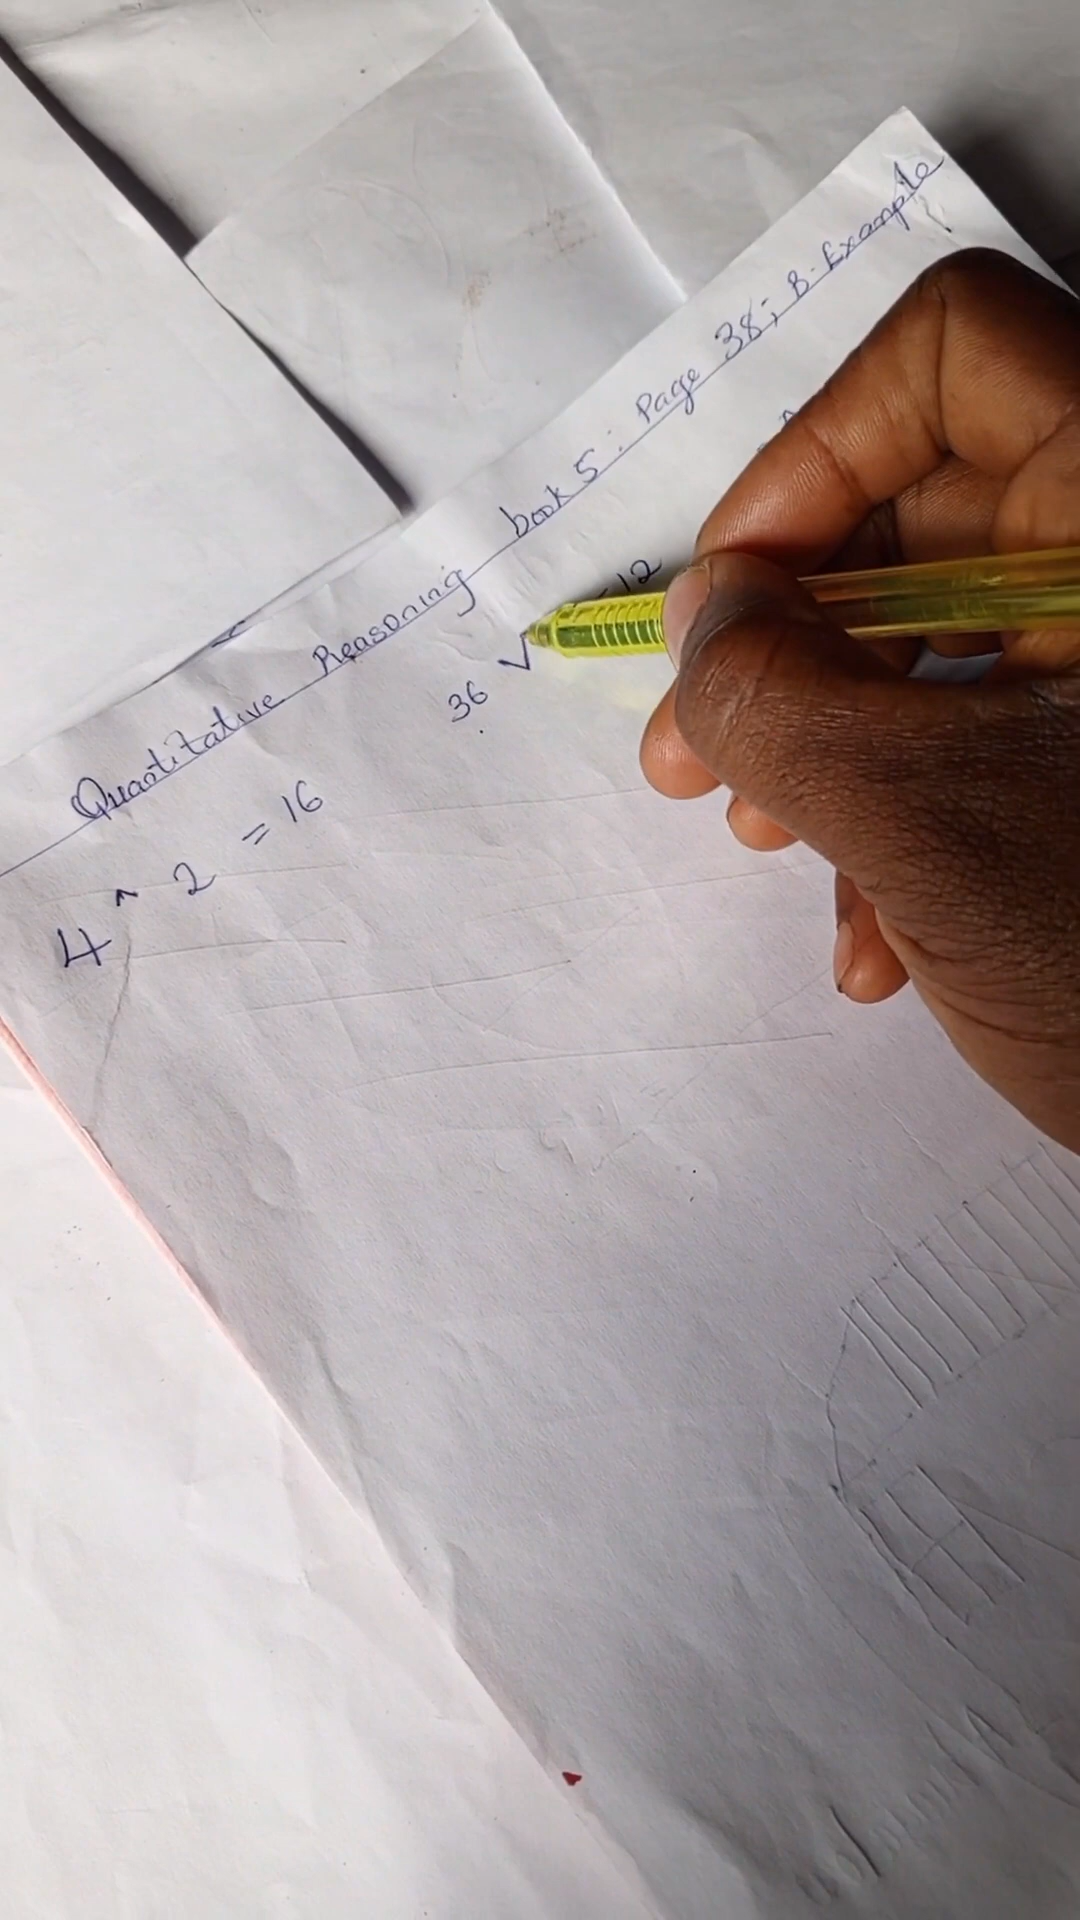 Quantitative Reasoning book 5: Page 38; B. Example
4 ^ 2 = 16
36 V = 12